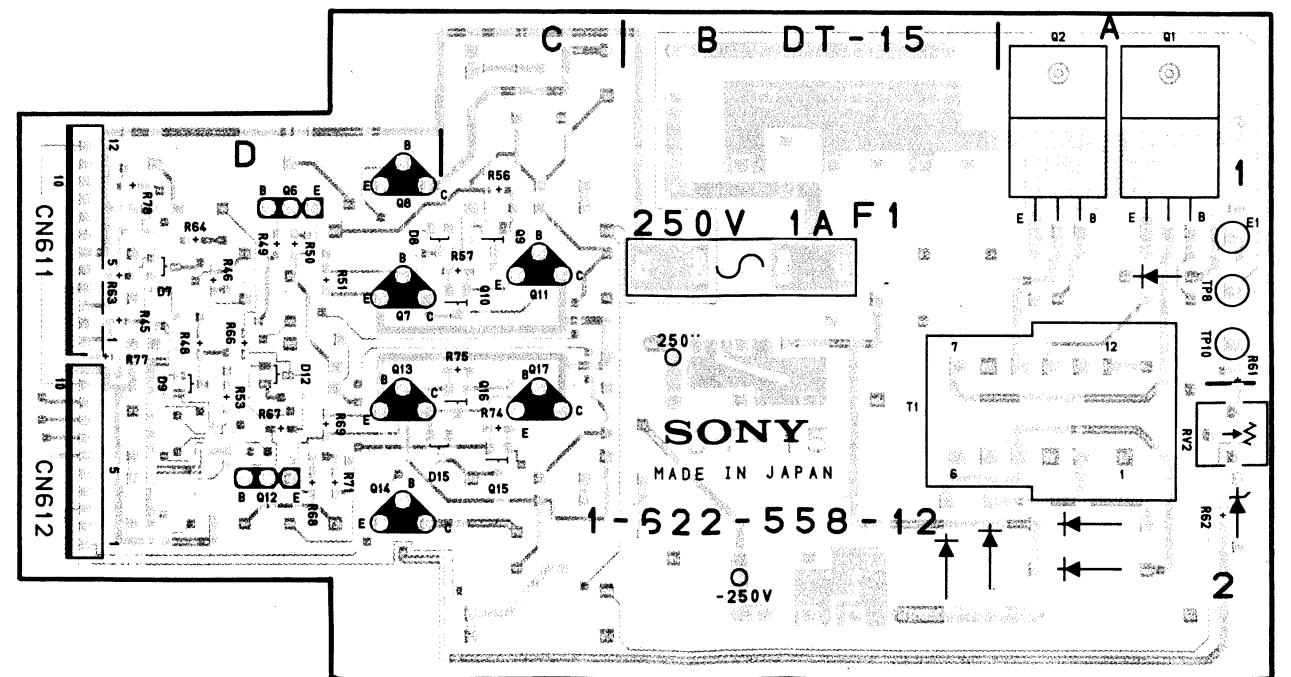 C B DT-15 A
Q2 Q1
12
D
B
10
R56
1
E C
Q8
B Q6 E
R78
CN611
R64
E B E B
250V 1A F1
E1
R49
R50
D8
Q9
B
R57
5
D7
R46
R51
B
R63
E
Q7
C
Q10
E
Q11
C
TP8
R45
R48
R66
1
R77
R75
250
7 12
TP10
R61
10
D9
D12
Q13
B
C
Q16
B
Q17
R53
R67
R69
E
R74
E
C
T1
SONY
RV2
MADE IN JAPAN
CN612
5
B Q12 E
R71
D15
Q15
6 1
R68
Q14
B
E C
1-622-558-12
R62
1
-250V
2